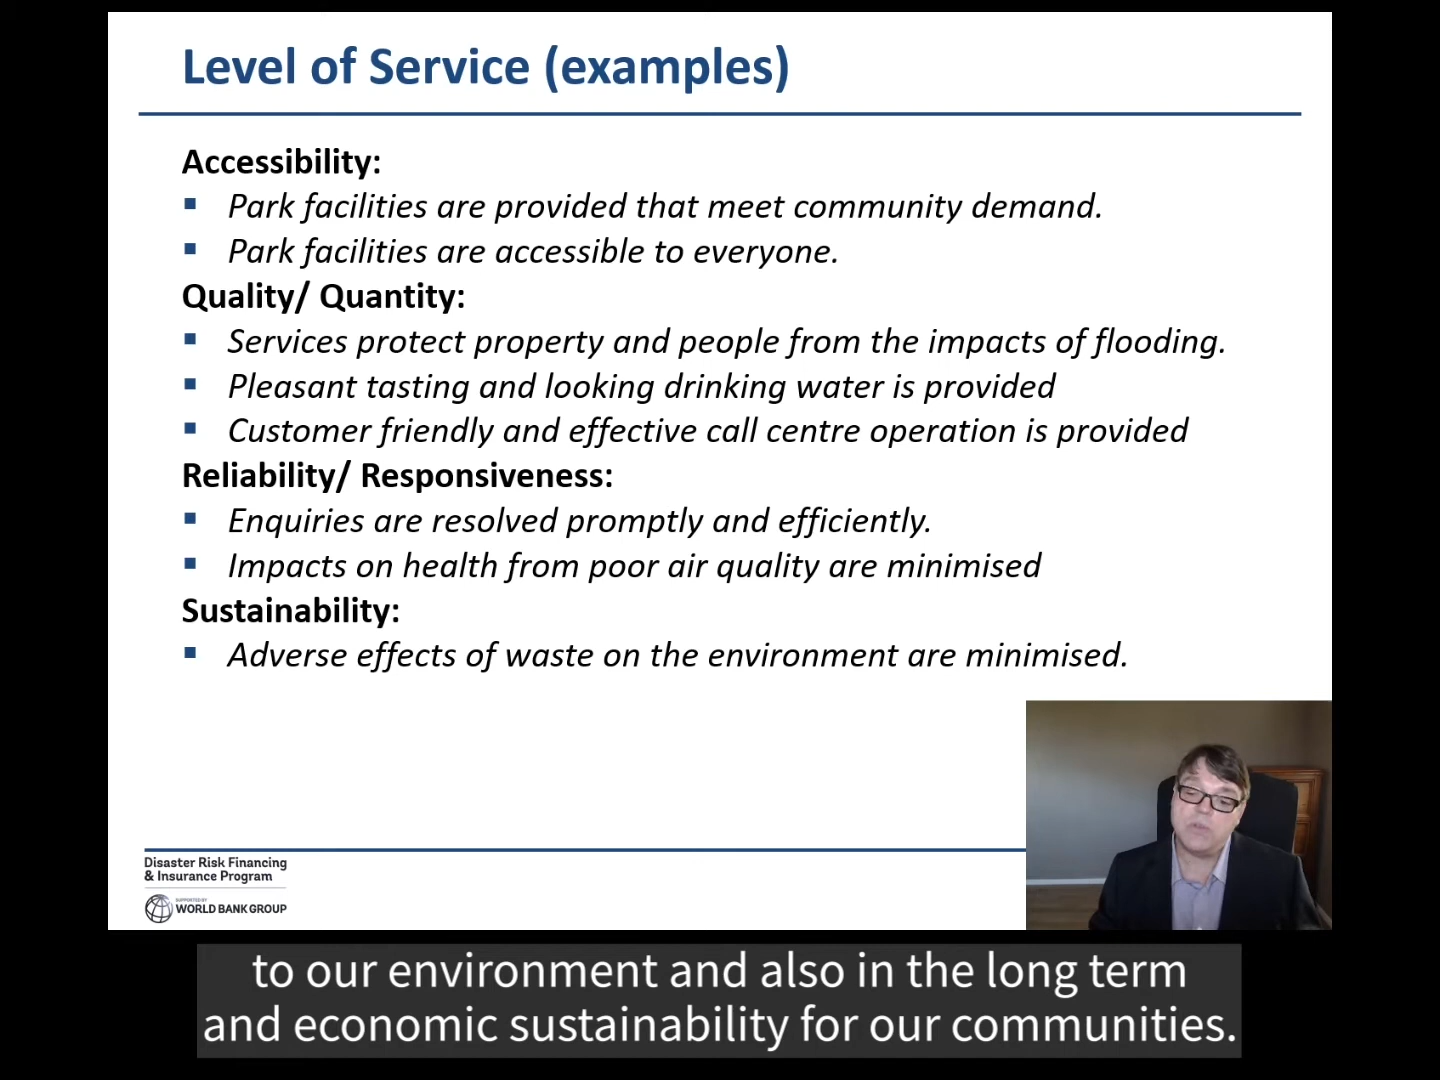 Level of Service (examples)
Accessibility:
▪ Park facilities are provided that meet community demand.
▪ Park facilities are accessible to everyone.
Quality/ Quantity:
▪ Services protect property and people from the impacts of flooding.
▪ Pleasant tasting and looking drinking water is provided
▪ Customer friendly and effective call centre operation is provided
Reliability/ Responsiveness:
▪ Enquiries are resolved promptly and efficiently.
▪ Impacts on health from poor air quality are minimised
Sustainability:
▪ Adverse effects of waste on the environment are minimised.
Disaster Risk Financing
& Insurance Program
SUPPORTED BY
WORLD BANK GROUP
to our environment and also in the long term
and economic sustainability for our communities.